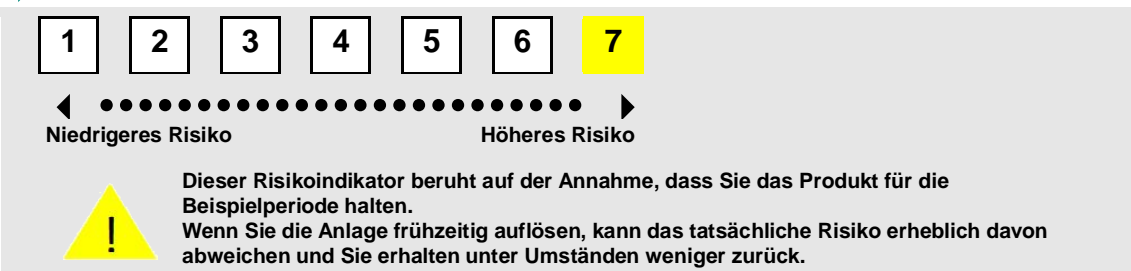 1 2 3 4 5 6 7
Niedrigeres Risiko Höheres Risiko
! Dieser Risikoindikator beruht auf der Annahme, dass Sie das Produkt für die
Beispielperiode halten.
Wenn Sie die Anlage frühzeitig auflösen, kann das tatsächliche Risiko erheblich davon
abweichen und Sie erhalten unter Umständen weniger zurück.